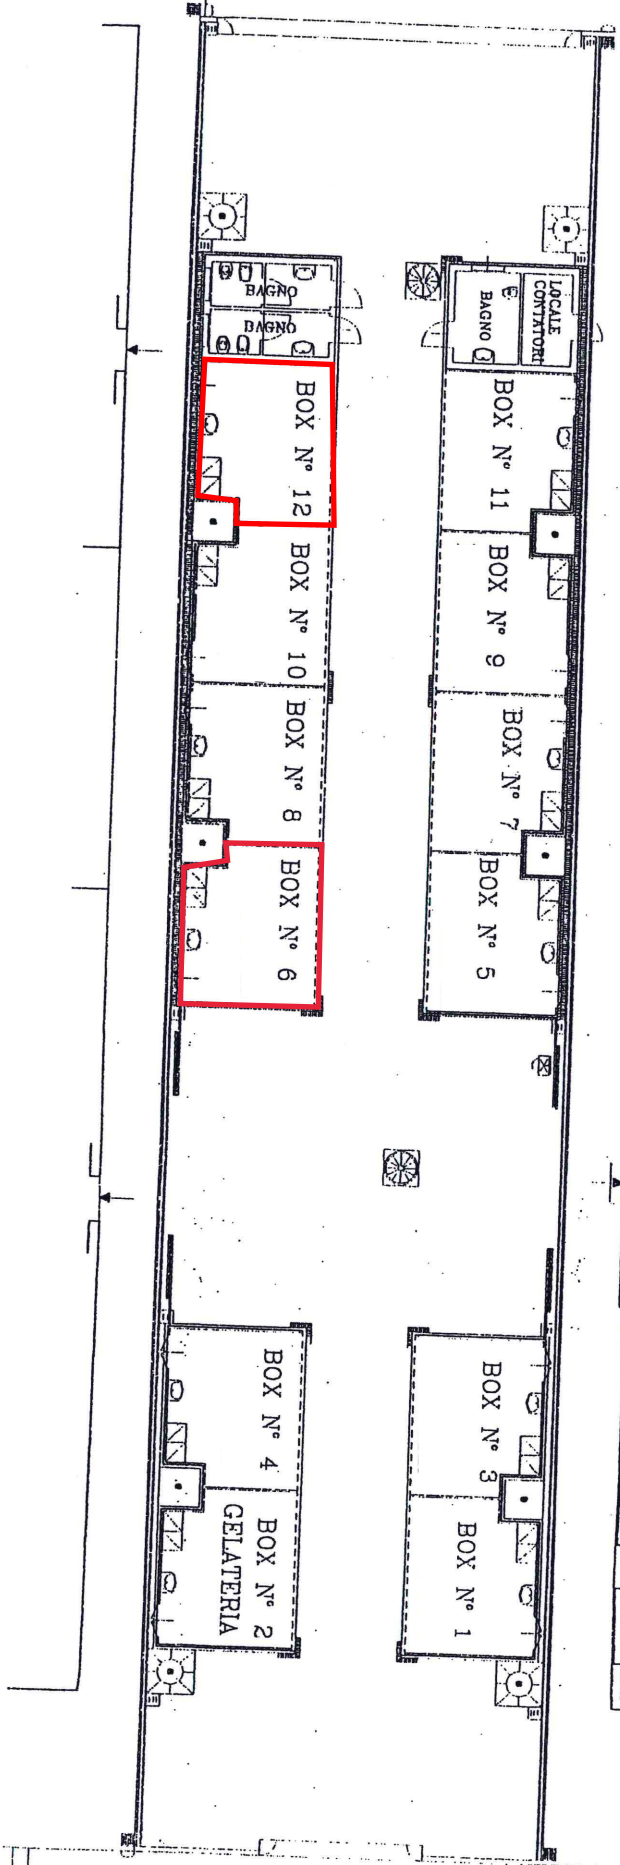 BAGNO
BAGNO
BAGNO
LOCALE
CONTATORI
BOX N° 12
BOX N° 11
BOX N° 10
BOX N° 9
BOX N° 8
BOX N° 7
BOX N° 6
BOX N° 5
BOX N° 4
BOX N° 3
BOX N° 2
GELATERIA
BOX N° 1